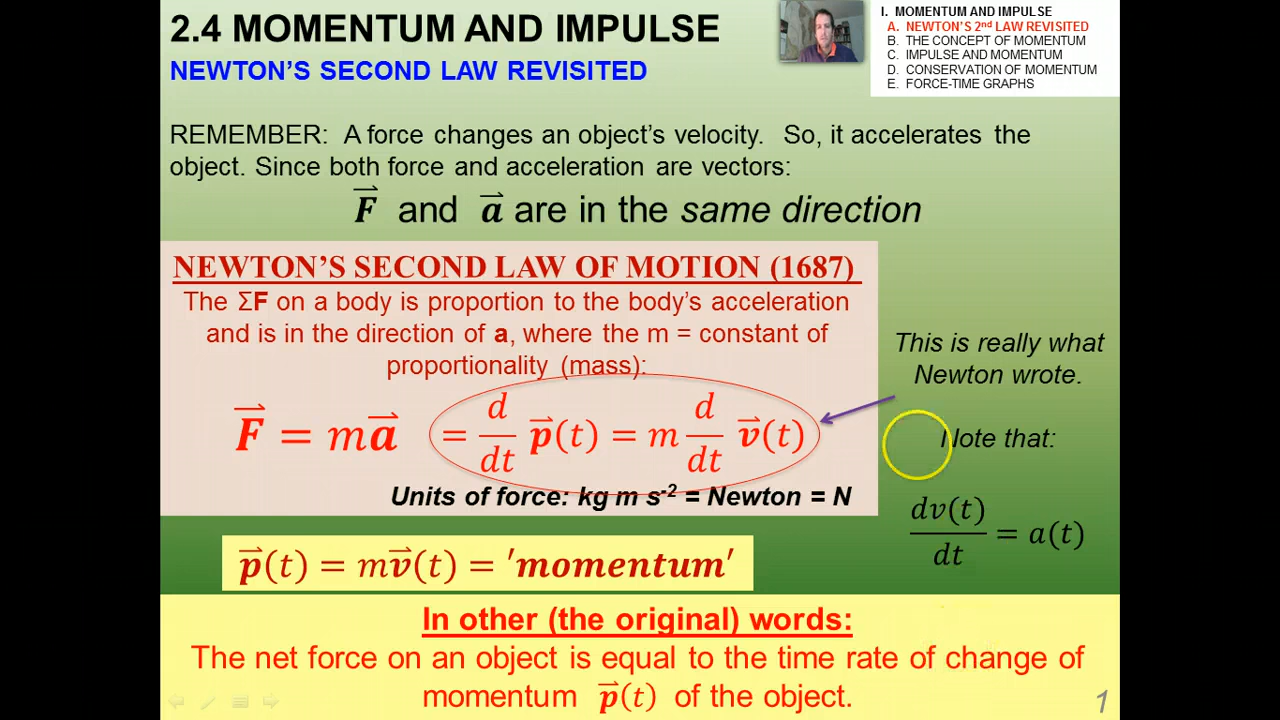 2.4 MOMENTUM AND IMPULSE
NEWTON'S SECOND LAW REVISITED
I. MOMENTUM AND IMPULSE
A. NEWTON'S 2nd LAW REVISITED
B. THE CONCEPT OF MOMENTUM
C. IMPULSE AND MOMENTUM
D. CONSERVATION OF MOMENTUM
E. FORCE-TIME GRAPHS
REMEMBER: A force changes an object's velocity. So, it accelerates the
object. Since both force and acceleration are vectors:
F⃗ and a⃗ are in the same direction
NEWTON'S SECOND LAW OF MOTION (1687)
The ΣF on a body is proportion to the body's acceleration
and is in the direction of a, where the m = constant of
proportionality (mass):
F⃗ = ma⃗ = d/dt p⃗(t) = m d/dt v⃗(t)
Units of force: kg m s⁻² = Newton = N
This is really what
Newton wrote.
Note that:
dv(t)/dt = a(t)
p⃗(t) = mv⃗(t) = 'momentum'
In other (the original) words:
The net force on an object is equal to the time rate of change of
momentum p⃗(t) of the object.
1